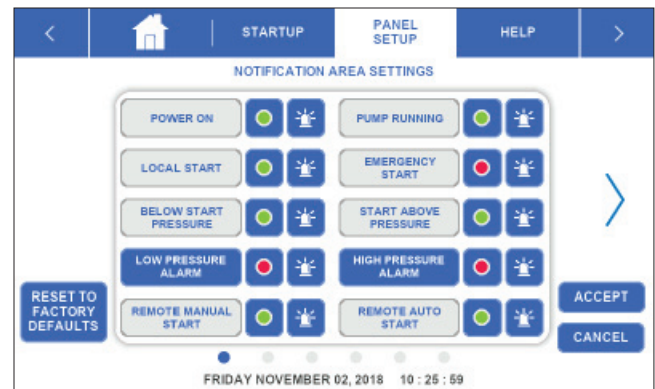 STARTUP
PANEL
SETUP
HELP
NOTIFICATION AREA SETTINGS
POWER ON
PUMP RUNNING
LOCAL START
EMERGENCY
START
BELOW START
PRESSURE
START ABOVE
PRESSURE
LOW PRESSURE
ALARM
HIGH PRESSURE
ALARM
REMOTE MANUAL
START
REMOTE AUTO
START
RESET TO
FACTORY
DEFAULTS
ACCEPT
CANCEL
FRIDAY NOVEMBER 02, 2018 10 : 25 : 59